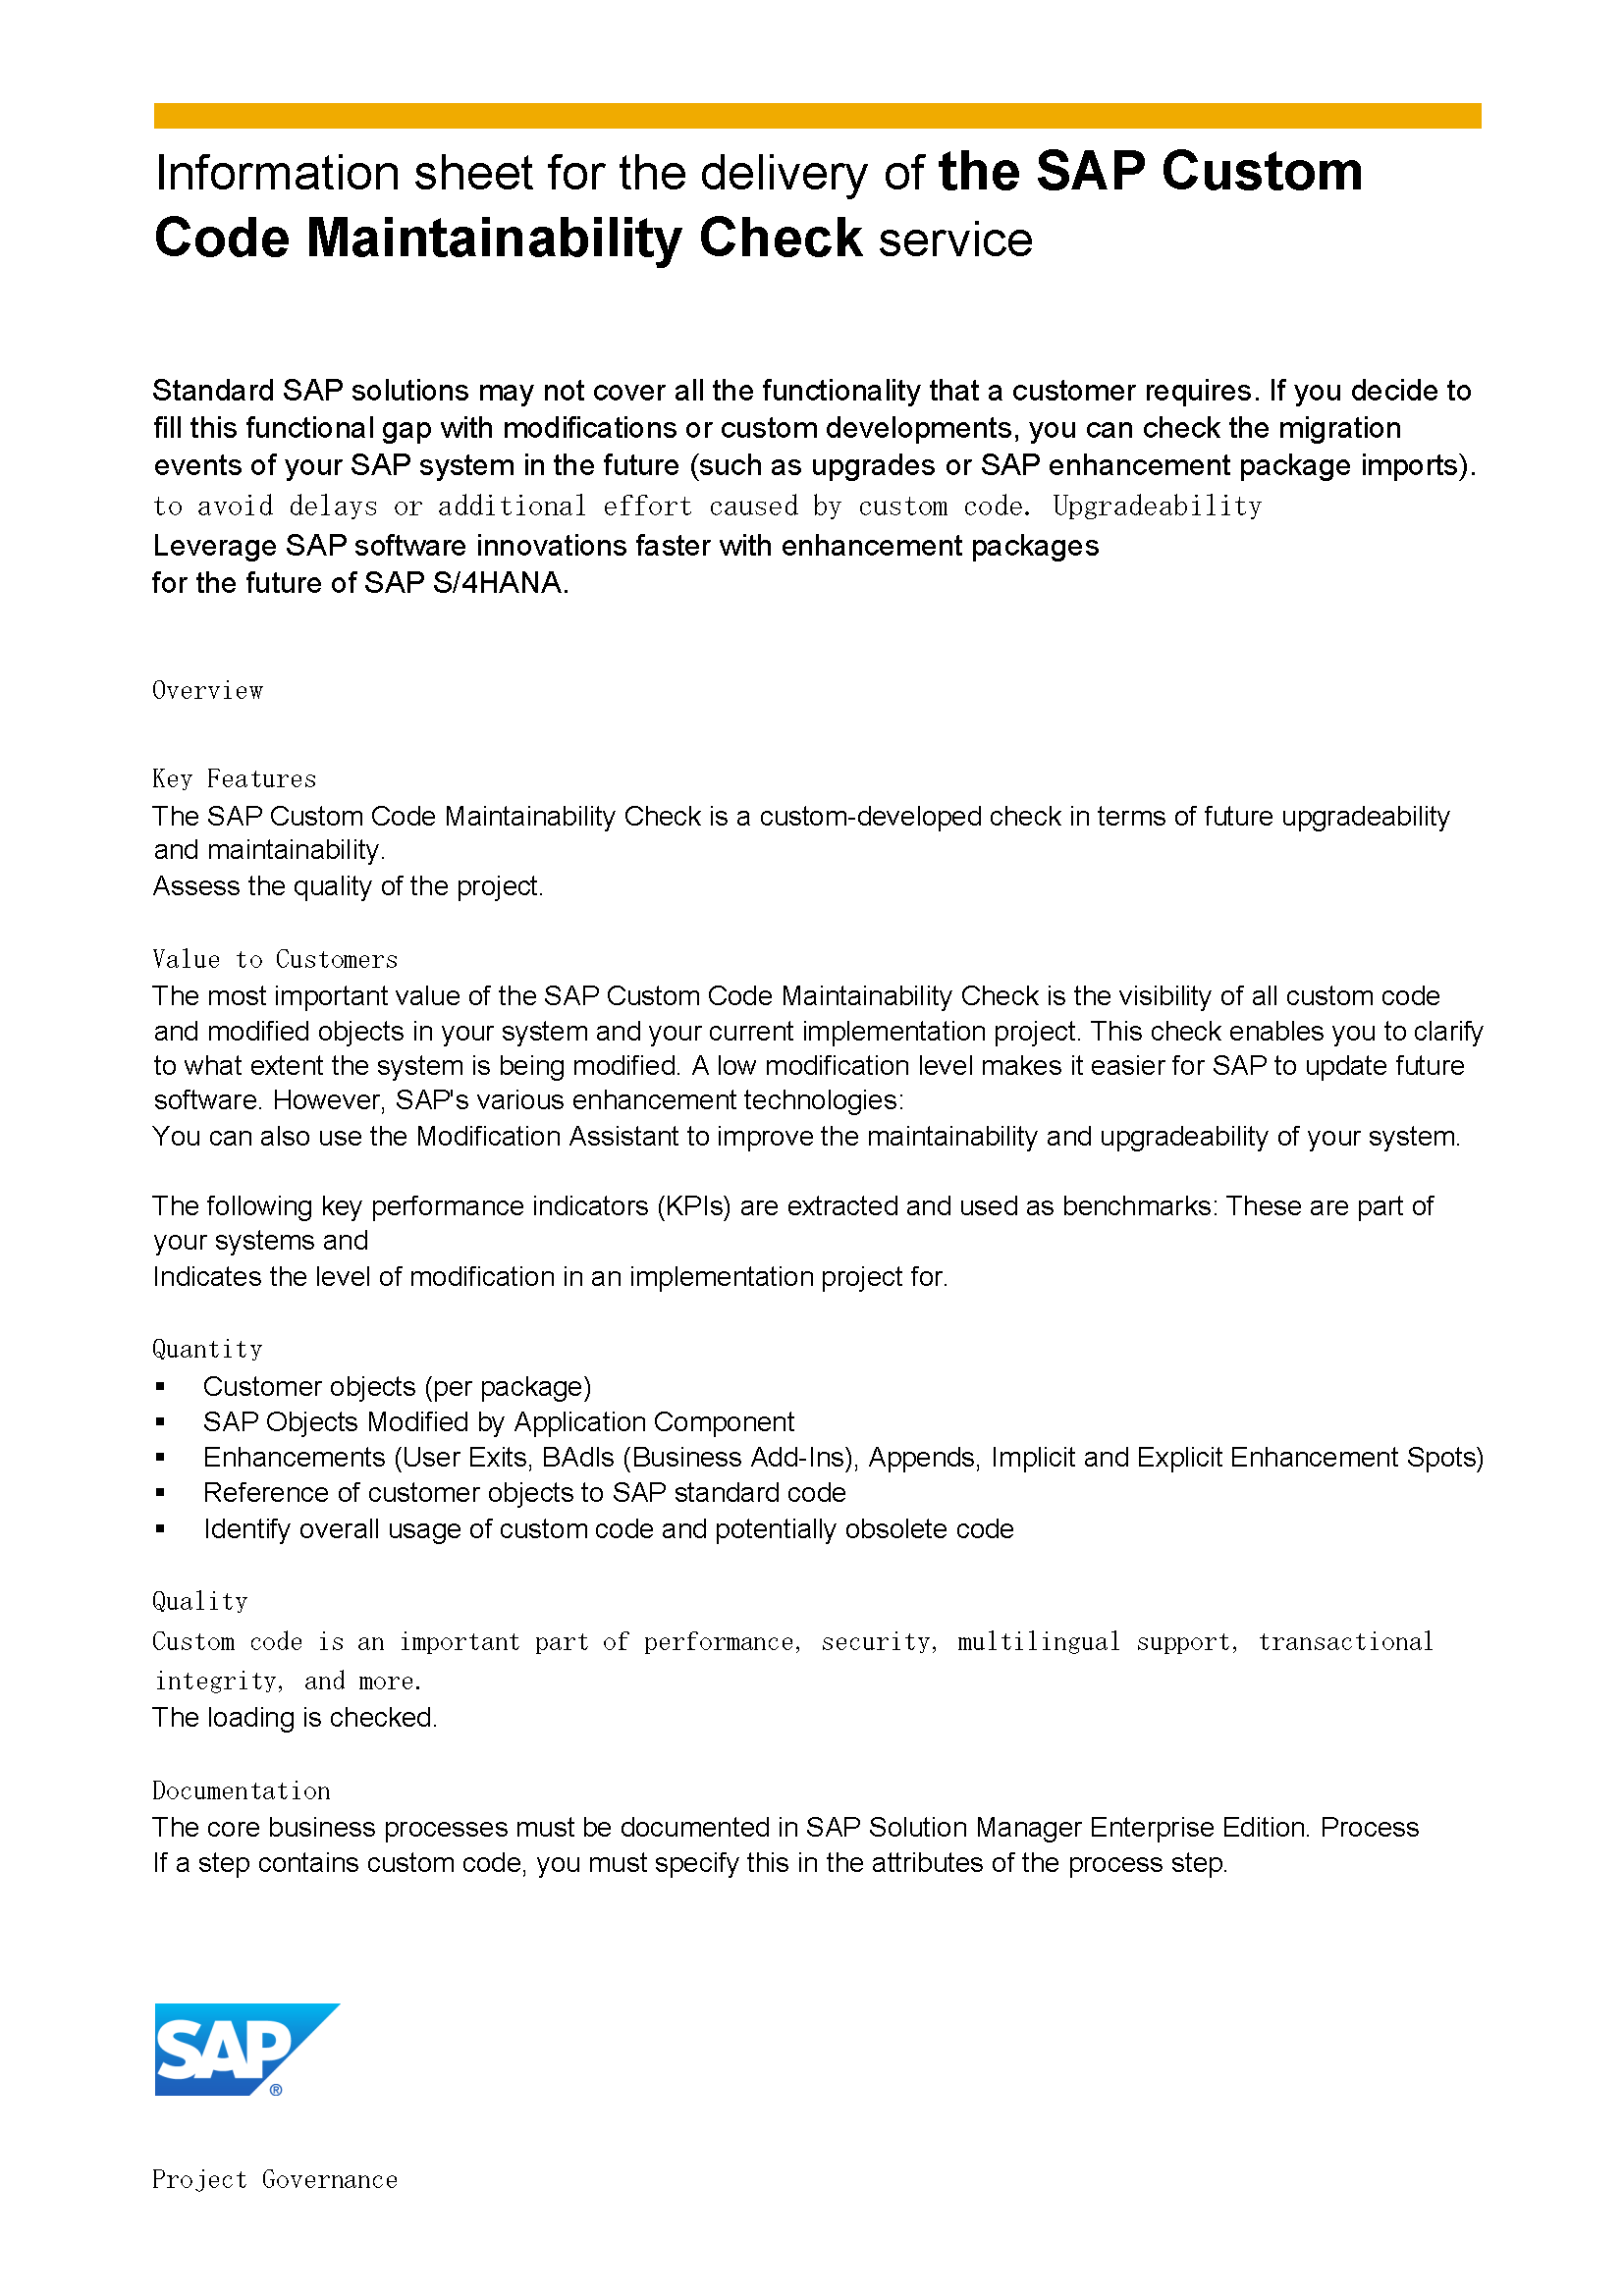 Information sheet for the delivery of the SAP Custom
Code Maintainability Check service
Standard SAP solutions may not cover all the functionality that a customer requires. If you decide to
fill this functional gap with modifications or custom developments, you can check the migration
events of your SAP system in the future (such as upgrades or SAP enhancement package imports).
to avoid delays or additional effort caused by custom code. Upgradeability
Leverage SAP software innovations faster with enhancement packages
for the future of SAP S/4HANA.
Overview
Key Features
The SAP Custom Code Maintainability Check is a custom-developed check in terms of future upgradeability
and maintainability.
Assess the quality of the project.
Value to Customers
The most important value of the SAP Custom Code Maintainability Check is the visibility of all custom code
and modified objects in your system and your current implementation project. This check enables you to clarify
to what extent the system is being modified. A low modification level makes it easier for SAP to update future
software. However, SAP's various enhancement technologies:
You can also use the Modification Assistant to improve the maintainability and upgradeability of your system.
The following key performance indicators (KPIs) are extracted and used as benchmarks: These are part of
your systems and
Indicates the level of modification in an implementation project for.
Quantity
▪ Customer objects (per package)
▪ SAP Objects Modified by Application Component
▪ Enhancements (User Exits, BAdIs (Business Add-Ins), Appends, Implicit and Explicit Enhancement Spots)
▪ Reference of customer objects to SAP standard code
▪ Identify overall usage of custom code and potentially obsolete code
Quality
Custom code is an important part of performance, security, multilingual support, transactional
integrity, and more.
The loading is checked.
Documentation
The core business processes must be documented in SAP Solution Manager Enterprise Edition. Process
If a step contains custom code, you must specify this in the attributes of the process step.
SAP ®
Project Governance